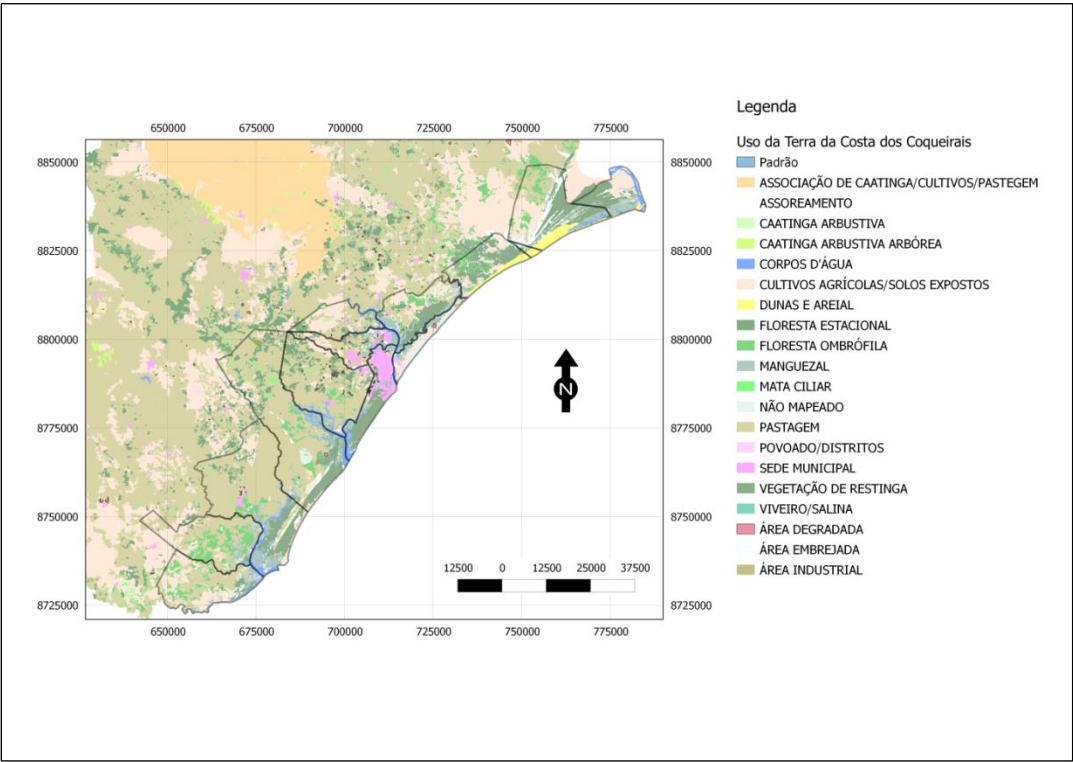 Legenda
Uso da Terra da Costa dos Coqueirais
Padrão
ASSOCIAÇÃO DE CAATINGA/CULTIVOS/PASTEGEM
ASSOREAMENTO
CAATINGA ARBUSTIVA
CAATINGA ARBUSTIVA ARBÓREA
CORPOS D'ÁGUA
CULTIVOS AGRÍCOLAS/SOLOS EXPOSTOS
DUNAS E AREIAL
FLORESTA ESTACIONAL
FLORESTA OMBRÓFILA
MANGUEZAL
MATA CILIAR
NÃO MAPEADO
PASTAGEM
POVOADO/DISTRITOS
SEDE MUNICIPAL
VEGETAÇÃO DE RESTINGA
VIVEIRO/SALINA
ÁREA DEGRADADA
ÁREA EMBREJADA
ÁREA INDUSTRIAL
650000 675000 700000 725000 750000 775000
8850000 8850000
8825000 8825000
8800000 8800000
N
8775000 8775000
8750000 8750000
12500 0 12500 25000 37500
8725000 8725000
650000 675000 700000 725000 750000 775000